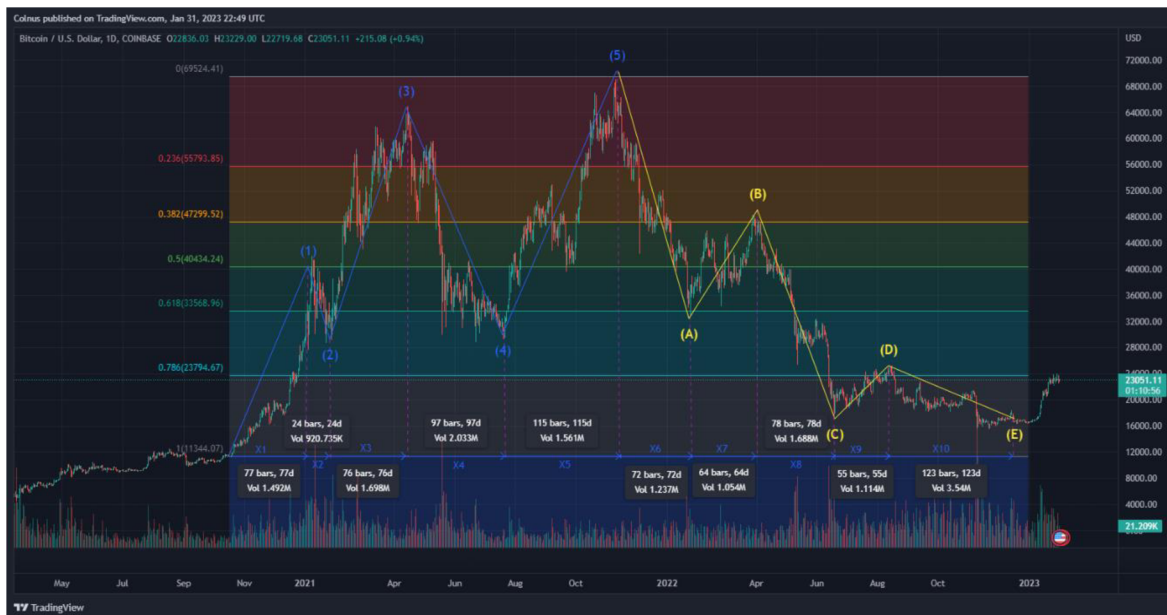 Coinus published on TradingView.com, Jan 31, 2023 22:49 UTC
Bitcoin / U.S. Dollar, 1D, COINBASE O22836.03 H23229.00 L22719.68 C23051.11 +215.08 (+0.94%)
USD
72000.00
68000.00
64000.00
60000.00
56000.00
52000.00
48000.00
44000.00
40000.00
36000.00
32000.00
28000.00
24000.00
23051.11
01:10:56
20000.00
16000.00
12000.00
8000.00
4000.00
21.209K
0(69524.41)
0.236(55793.85)
0.382(47299.52)
0.5(40434.24)
0.618(33568.96)
0.786(23794.67)
1(11344.07)
(1)
(2)
(3)
(4)
(5)
(A)
(B)
(C)
(D)
(E)
X1
X2
X3
X4
X5
X6
X7
X8
X9
X10
77 bars, 77d
Vol 1.492M
24 bars, 24d
Vol 920.735K
76 bars, 76d
Vol 1.698M
97 bars, 97d
Vol 2.033M
115 bars, 115d
Vol 1.561M
72 bars, 72d
Vol 1.237M
64 bars, 64d
Vol 1.054M
78 bars, 78d
Vol 1.688M
55 bars, 55d
Vol 1.114M
123 bars, 123d
Vol 3.54M
May Jul Sep Nov 2021 Apr Jun Aug Oct 2022 Apr Jun Aug Oct 2023
TradingView